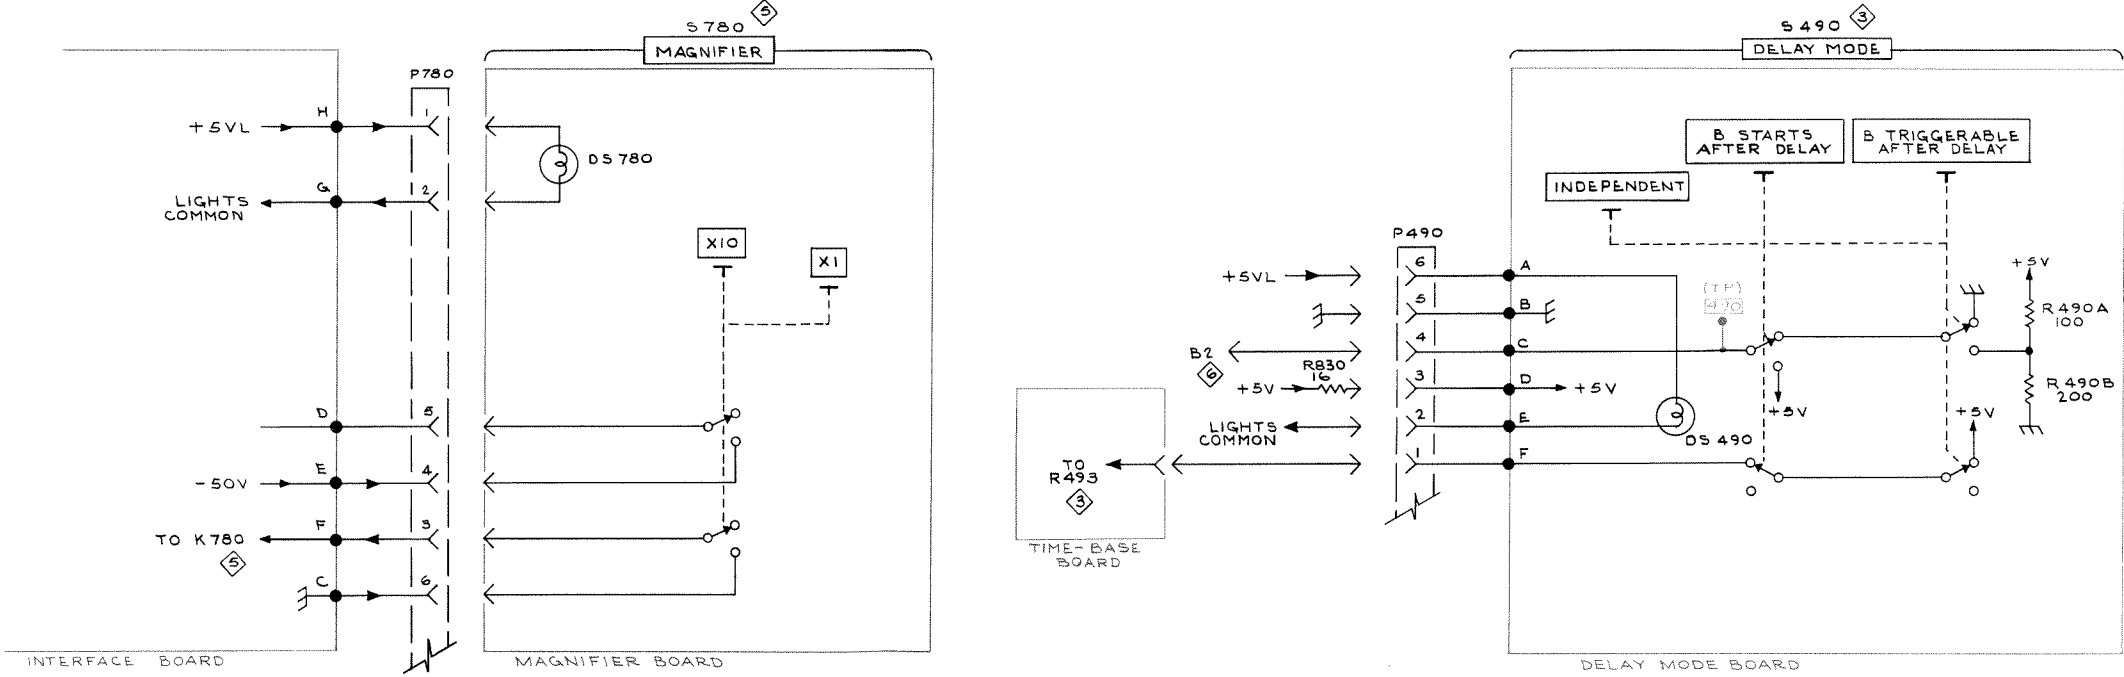 S780 5
MAGNIFIER
P780
H
1
+5VL
DS780
G
2
LIGHTS
COMMON
X10
X1
D
5
E
4
-50V
F
3
TO K780
5
C
6
INTERFACE BOARD
MAGNIFIER BOARD
S490 3
DELAY MODE
B STARTS
AFTER DELAY
B TRIGGERABLE
AFTER DELAY
INDEPENDENT
P490
+5VL
6
A
+5V
5
B
(TP)
490
R490A
100
B2
6
4
C
R830
16
+5V
3
D
+5V
+5V
R490B
200
+5V
LIGHTS
COMMON
2
E
DS490
1
F
TO
R493
3
TIME-BASE
BOARD
DELAY MODE BOARD